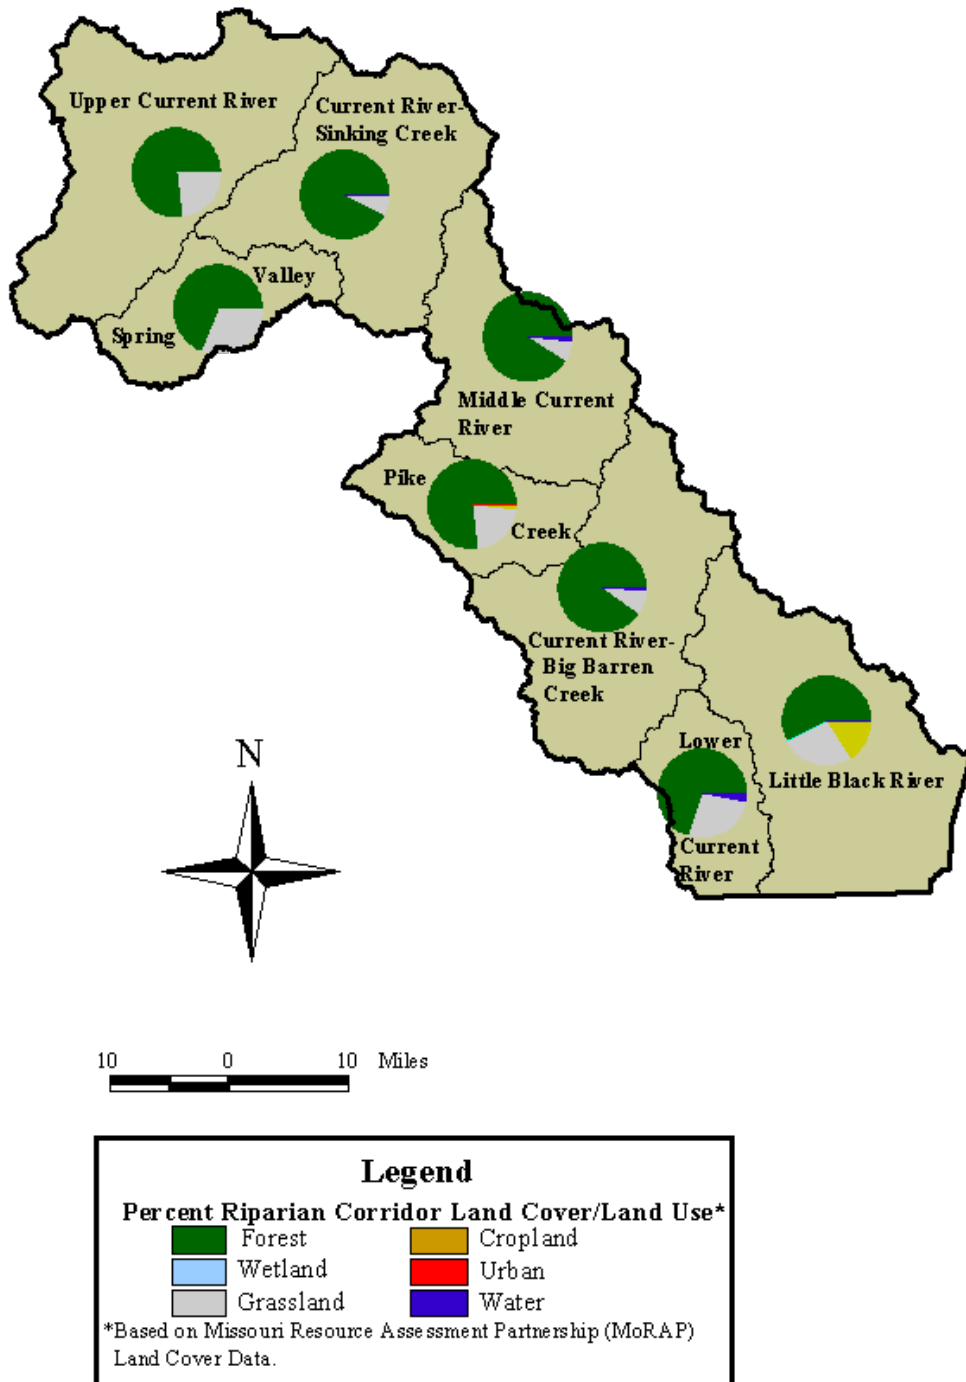 Upper Current River
Current River-
Sinking Creek
Valley
Spring
Middle Current
River
Pike
Creek
Current River-
Big Barren
Creek
Lower
Little Black River
Current
River
N
10 0 10 Miles
Legend
Percent Riparian Corridor Land Cover/Land Use*
Forest Cropland
Wetland Urban
Grassland Water
*Based on Missouri Resource Assessment Partnership (MoRAP)
Land Cover Data.